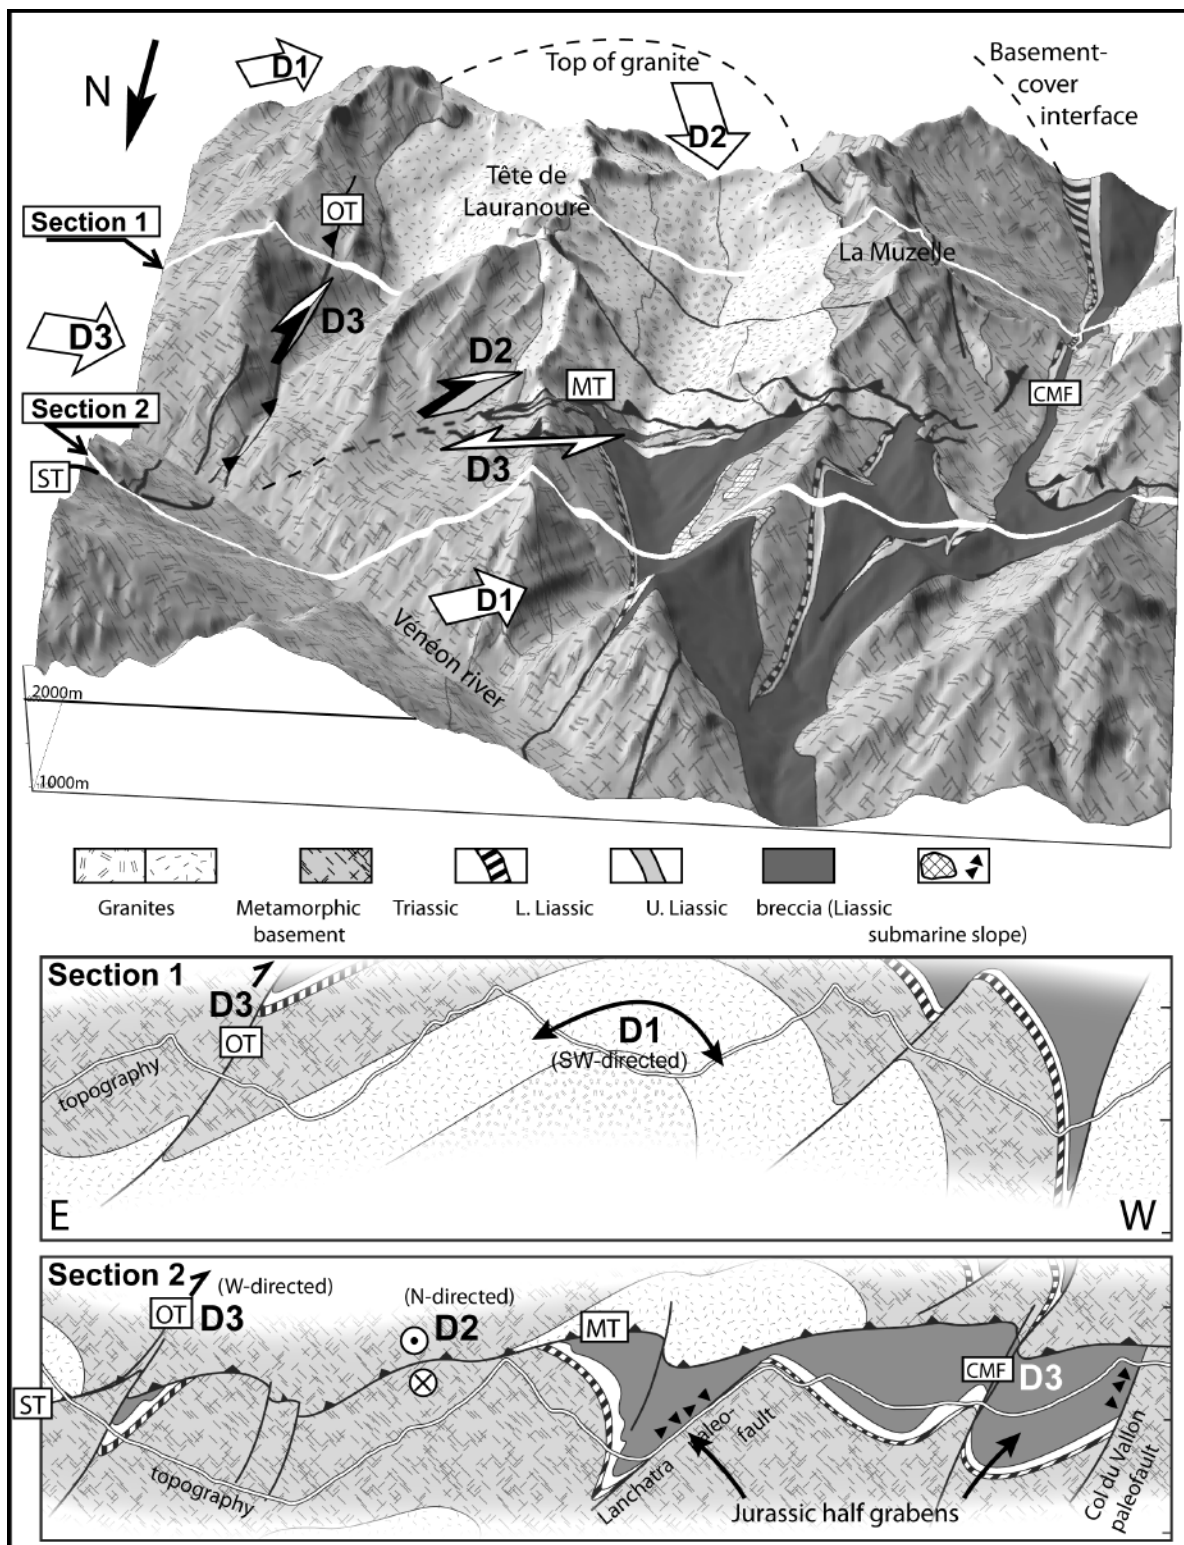 D1
N
Top of granite
D2
Basement-
cover
interface
Tête de
Lauranoure
OT
Section 1
La Muzelle
D3
D3
D2
MT
CMF
Section 2
ST
D3
D1
Vénéon river
2000m
1000m
Granites
Metamorphic
basement
Triassic
L. Liassic
U. Liassic
breccia (Liassic
submarine slope)
Section 1
D3
OT
D1
(SW-directed)
topography
E
W
Section 2
(W-directed)
OT
D3
(N-directed)
D2
MT
CMF
D3
ST
topography
Lanchatra paleo-
fault
Jurassic half grabens
Col du Vallon
paleofault